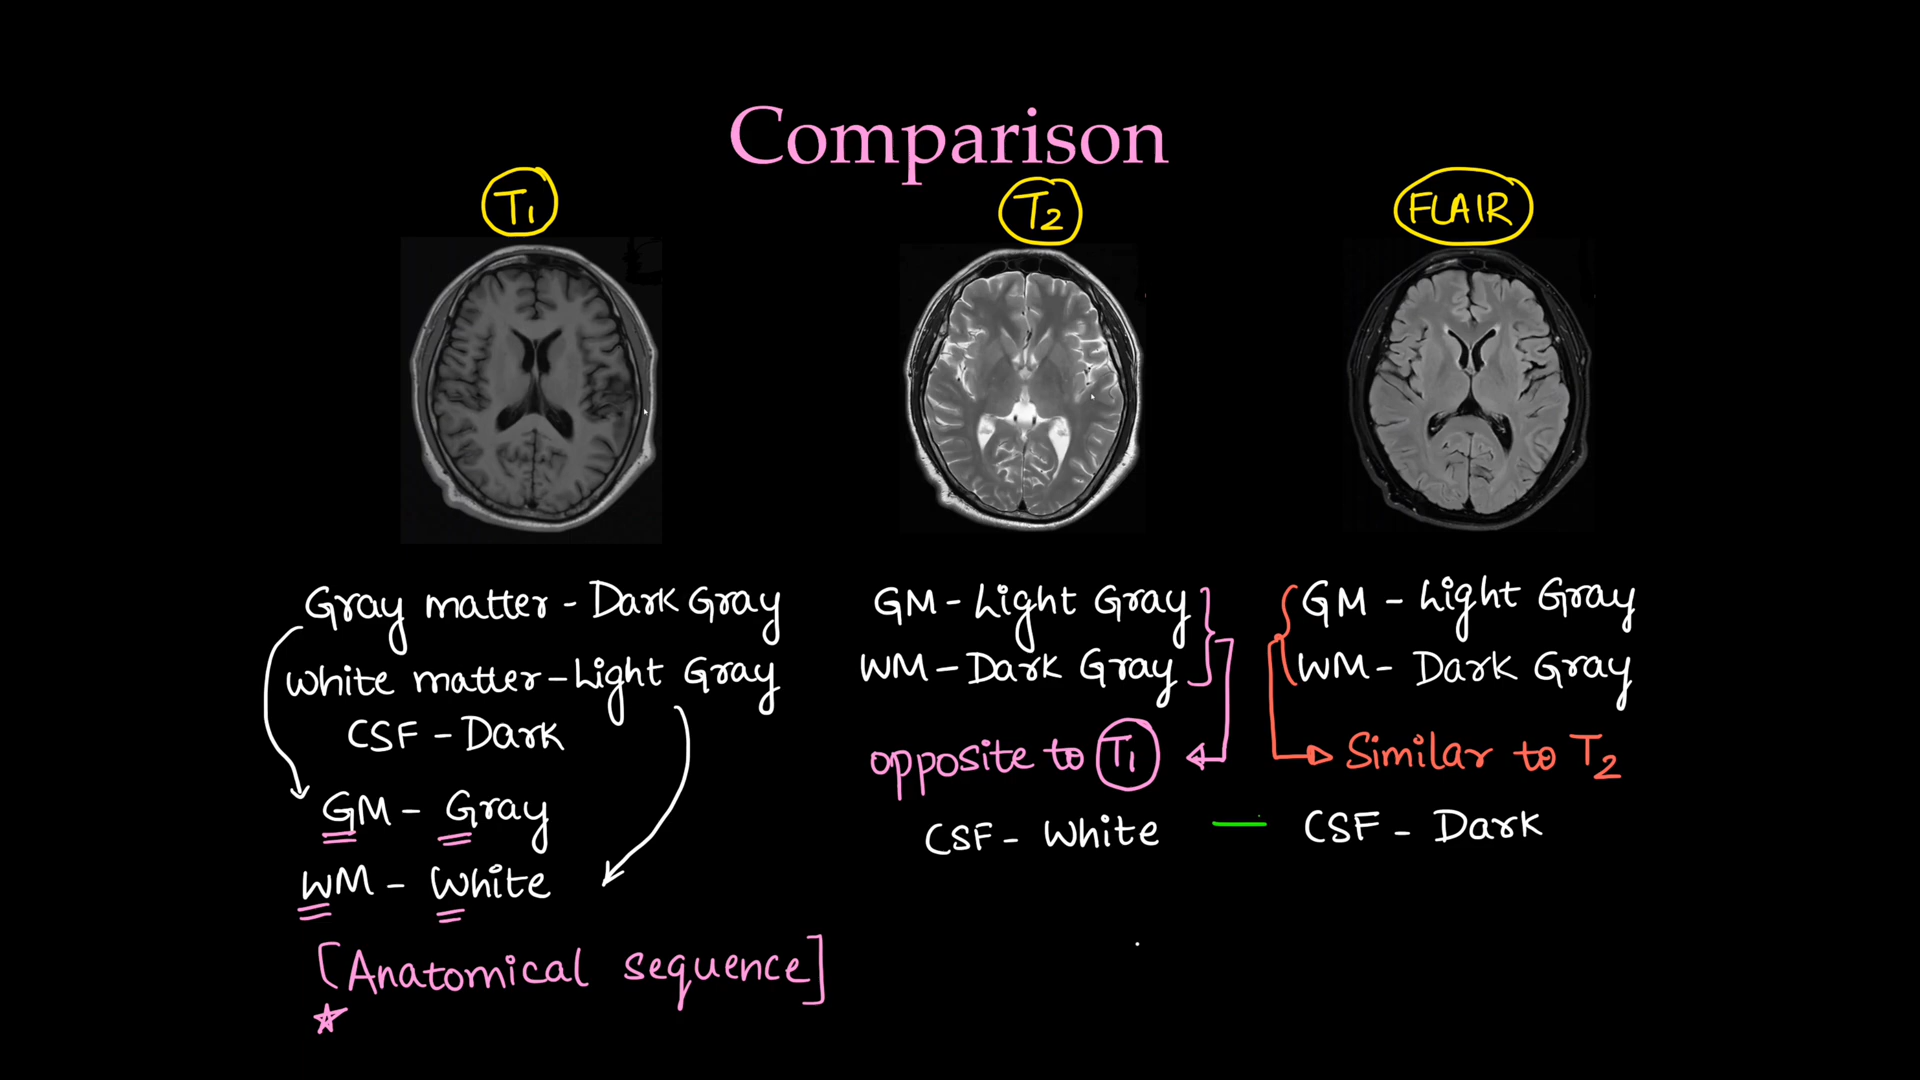 Comparison
T1
T2
FLAIR
Gray matter - Dark Gray
white matter - Light Gray
CSF - Dark
GM - Gray
WM - White
[Anatomical sequence]
GM - Light Gray
WM - Dark Gray
opposite to T1
CSF - White
GM - Light Gray
WM - Dark Gray
Similar to T2
CSF - Dark